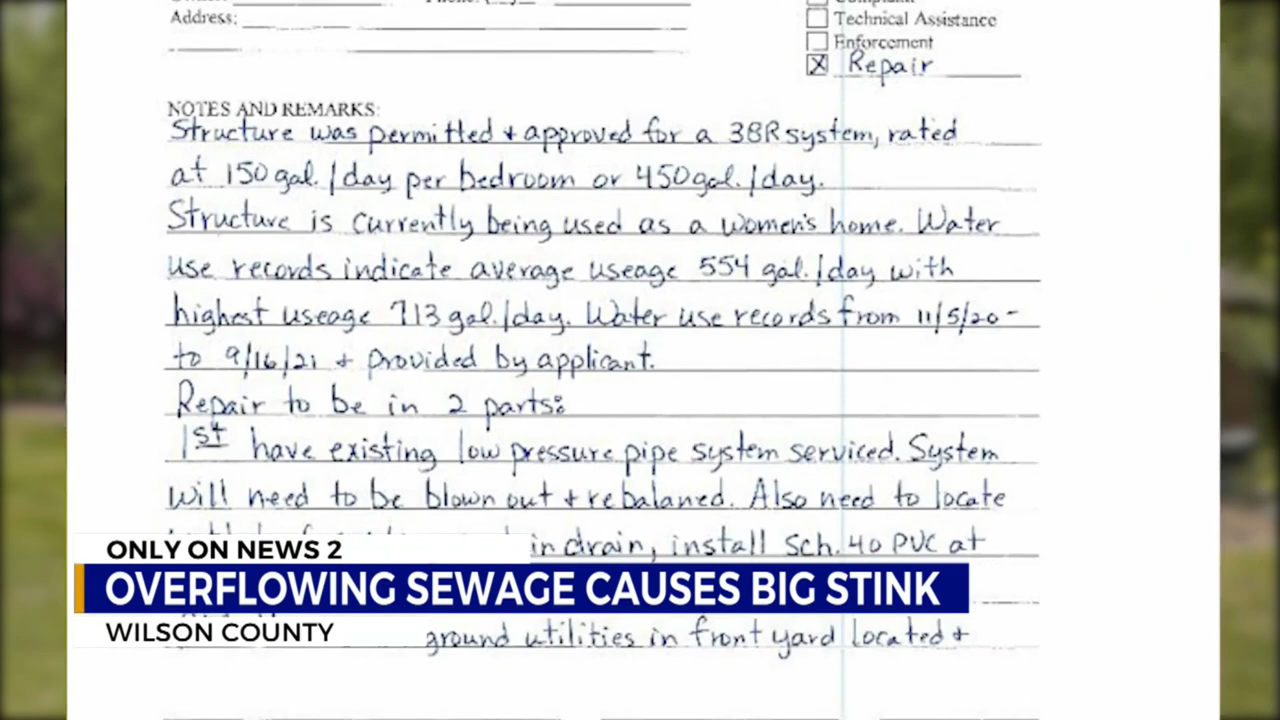 Address:
Technical Assistance
Enforcement
Repair
NOTES AND REMARKS:
Structure was permitted + approved for a 3BR system, rated
at 150 gal./day per bedroom or 450 gal./day.
Structure is currently being used as a women's home. Water
use records indicate average useage 554 gal./day with
highest useage 713 gal./day. Water use records from 11/5/20 -
to 9/16/21 + provided by applicant.
Repair to be in 2 parts:
1st have existing low pressure pipe system serviced. System
will need to be blown out + rebalaned. Also need to locate
in drain, install Sch. 40 PVC at
ONLY ON NEWS 2
OVERFLOWING SEWAGE CAUSES BIG STINK
WILSON COUNTY
ground utilities in front yard located +